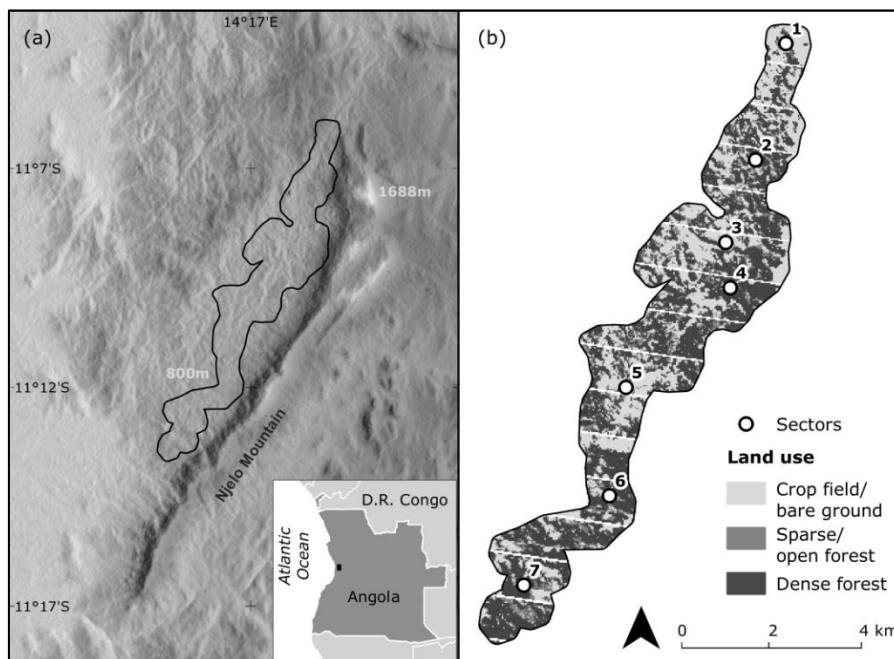 (a)
14°17'E
11°7'S
1688m
800m
11°12'S
Njelo Mountain
11°17'S
D.R. Congo
Atlantic
Ocean
Angola
(b)
1
2
3
4
5
6
7
Sectors
Land use
Crop field/
bare ground
Sparse/
open forest
Dense forest
0 2 4 km